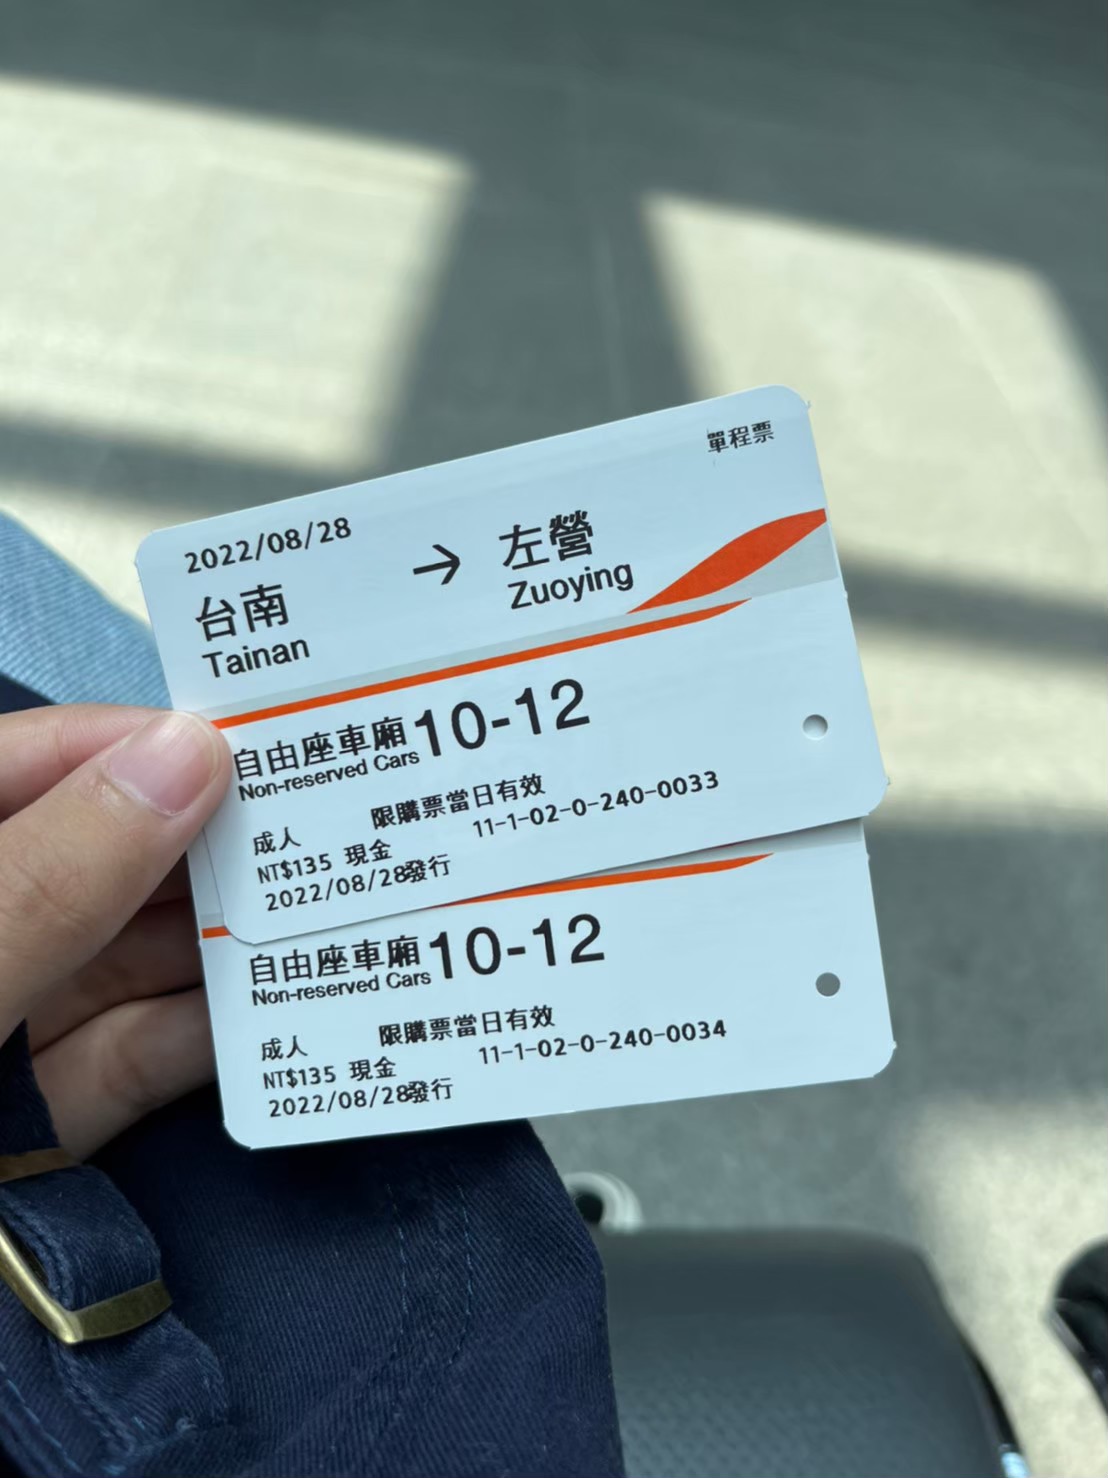 單程票
2022/08/28
台南 → 左營
Tainan Zuoying
自由座車廂 10-12
Non-reserved Cars
限購票當日有效
成人 11-1-02-0-240-0033
NT$135 現金
2022/08/28發行
自由座車廂 10-12
Non-reserved Cars
限購票當日有效
成人 11-1-02-0-240-0034
NT$135 現金
2022/08/28發行